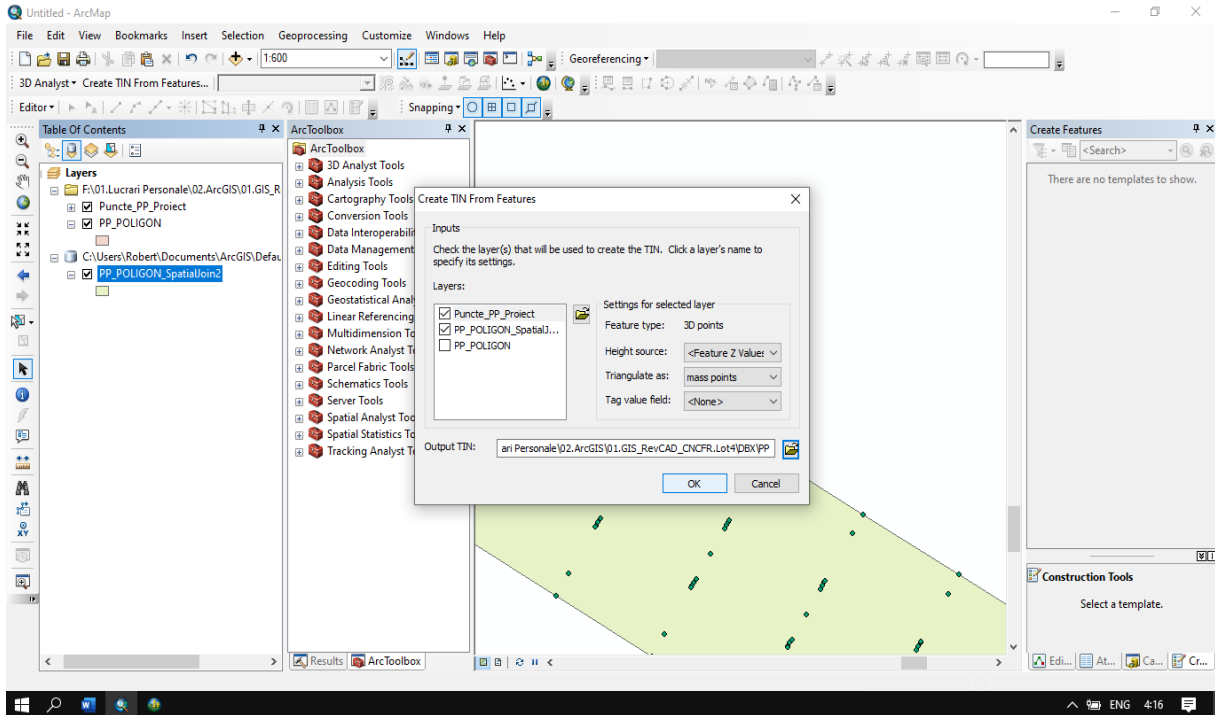 Untitled - ArcMap
File Edit View Bookmarks Insert Selection Geoprocessing Customize Windows Help
1:600 Georeferencing
3D Analyst Create TIN From Features...
Editor Snapping
Table Of Contents
Layers
F:\01.Lucrari Personale\02.ArcGIS\01.GIS_R
Puncte_PP_Proiect
PP_POLIGON
C:\Users\Robert\Documents\ArcGIS\Defau
PP_POLIGON_SpatialJoin2
ArcToolbox
ArcToolbox
3D Analyst Tools
Analysis Tools
Cartography Tools
Conversion Tools
Data Interoperabili
Data Management
Editing Tools
Geocoding Tools
Geostatistical Anal
Linear Referencing
Multidimension To
Network Analyst T
Parcel Fabric Tools
Schematics Tools
Server Tools
Spatial Analyst Too
Spatial Statistics To
Tracking Analyst T
Results ArcToolbox
Create TIN From Features
Inputs
Check the layer(s) that will be used to create the TIN. Click a layer's name to
specify its settings.
Layers:
Puncte_PP_Proiect
PP_POLIGON_SpatialJ...
PP_POLIGON
Settings for selected layer
Feature type: 3D points
Height source: <Feature Z Value:
Triangulate as: mass points
Tag value field: <None>
Output TIN: ari Personale\02.ArcGIS\01.GIS_RevCAD_CNCFR.Lot4\DBX\PP
OK Cancel
Create Features
<Search>
There are no templates to show.
Construction Tools
Select a template.
Edi... At... Ca... Cr...
ENG 4:16